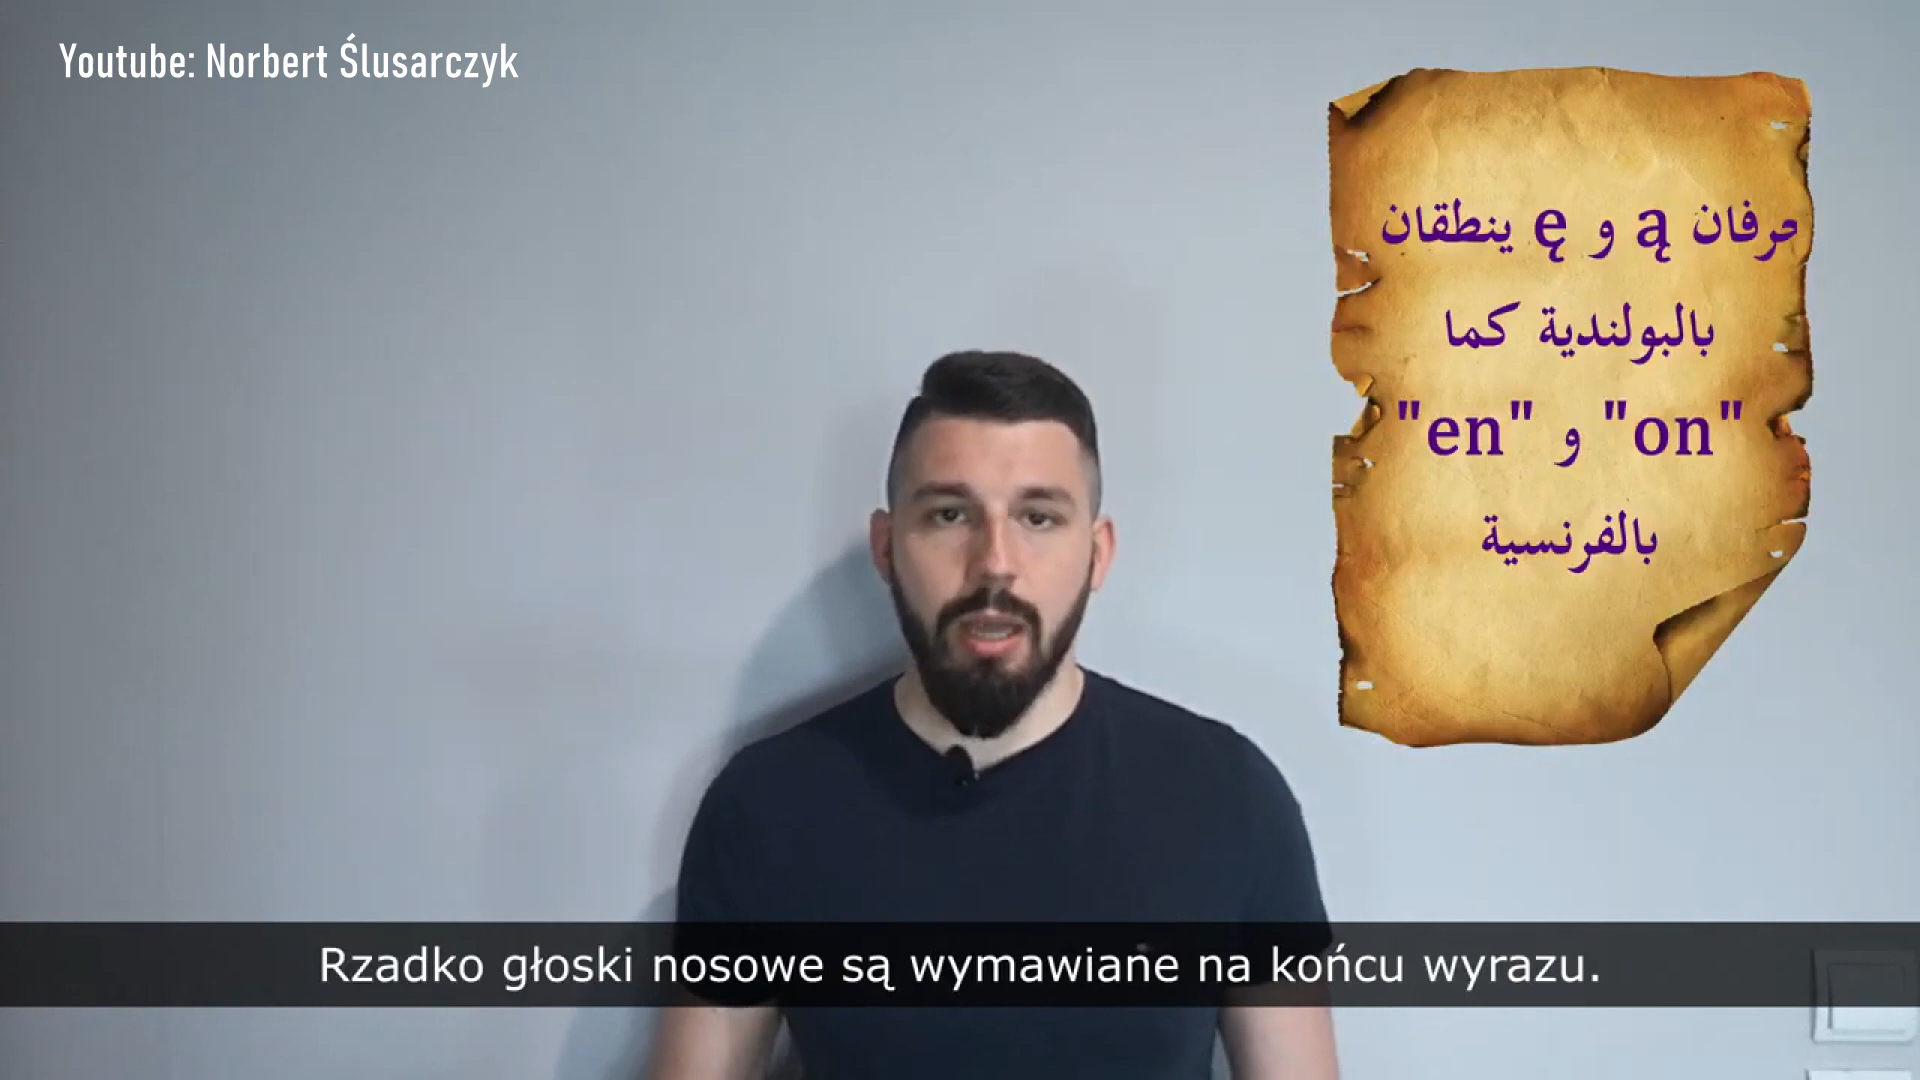 Youtube: Norbert Ślusarczyk
حرفان ą و ę ينطقان
بالبولندية كما
"on" و "en"
بالفرنسية
Rzadko głoski nosowe są wymawiane na końcu wyrazu.